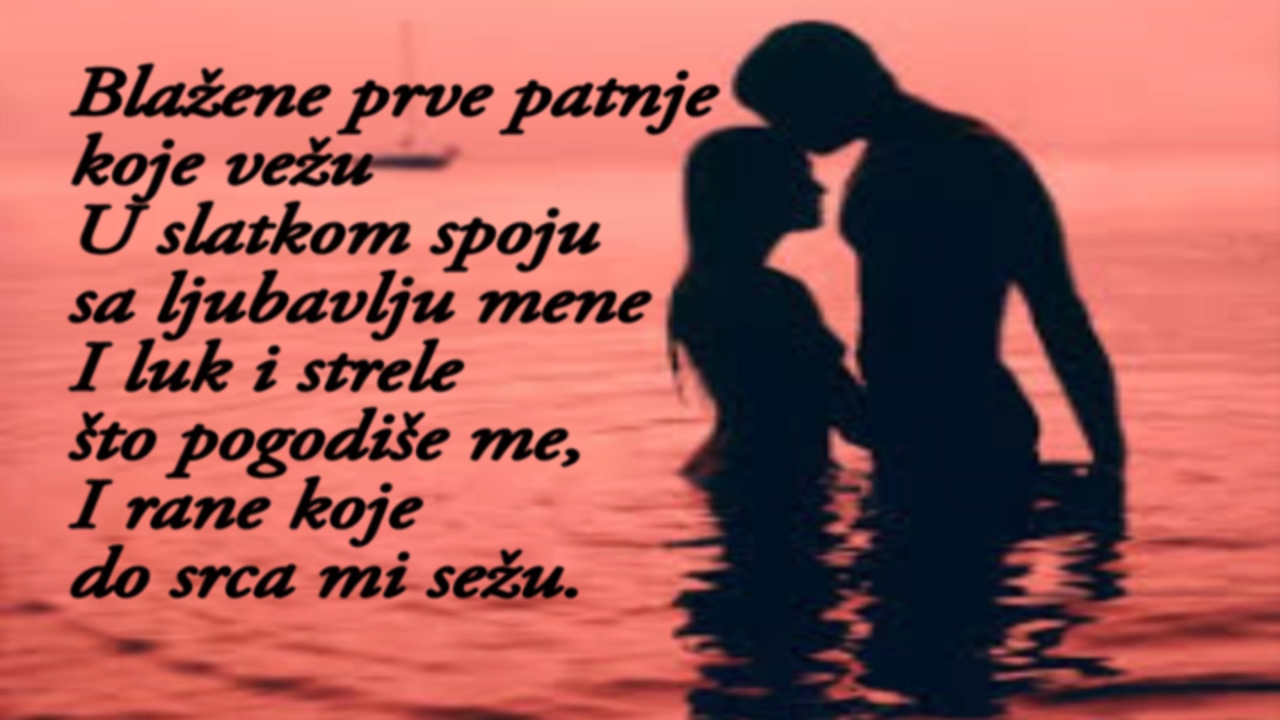 Blažene prve patnje
koje vežu
U slatkom spoju
sa ljubavlju mene
I luk i strele
što pogodiše me,
I rane koje
do srca mi sežu.